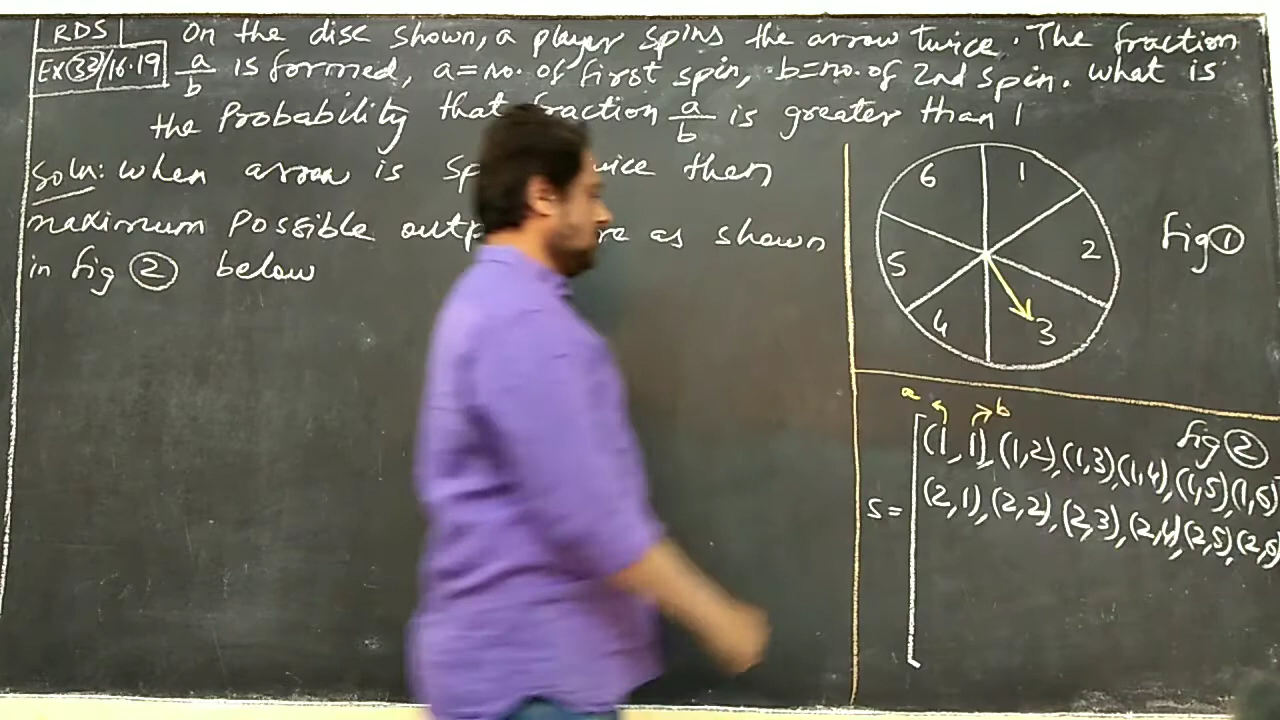 RDS On the disc shown, a player spins the arrow twice. The fraction
Ex(33)/16.19 a/b is formed, a=no. of first spin, b=no. of 2nd spin. what is
the Probability that fraction a/b is greater than 1
Soln: when arrow is twice then
maximum Possible are as shown
in fig ② below
6 1
5 2
4 3
fig ①
a b
fig ②
S = (1,1), (1,2), (1,3), (1,4), (1,5), (1,6)
(2,1), (2,2), (2,3), (2,4), (2,5), (2,6)